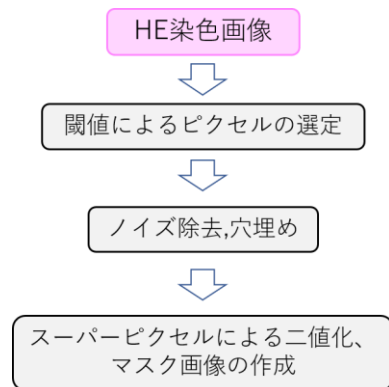 HE染色画像
閾値によるピクセルの選定
ノイズ除去,穴埋め
スーパーピクセルによる二値化、
マスク画像の作成